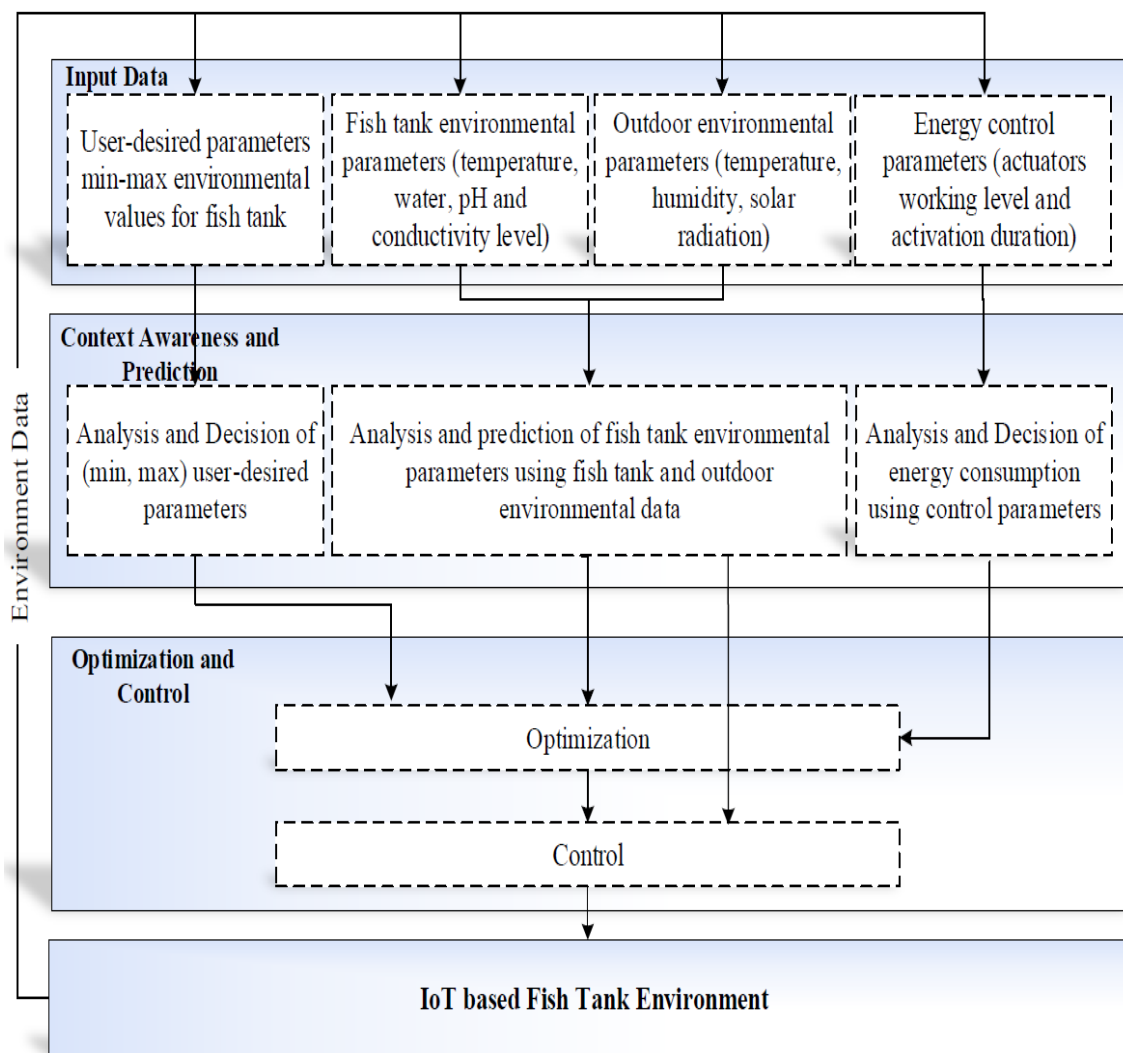 Input Data
User-desired parameters
min-max environmental
values for fish tank
Fish tank environmental
parameters (temperature,
water, pH and
conductivity level)
Outdoor environmental
parameters (temperature,
humidity, solar
radiation)
Energy control
parameters (actuators
working level and
activation duration)
Context Awareness and
Prediction
Analysis and Decision of
(min, max) user-desired
parameters
Analysis and prediction of fish tank environmental
parameters using fish tank and outdoor
environmental data
Analysis and Decision of
energy consumption
using control parameters
Environment Data
Optimization and
Control
Optimization
Control
IoT based Fish Tank Environment